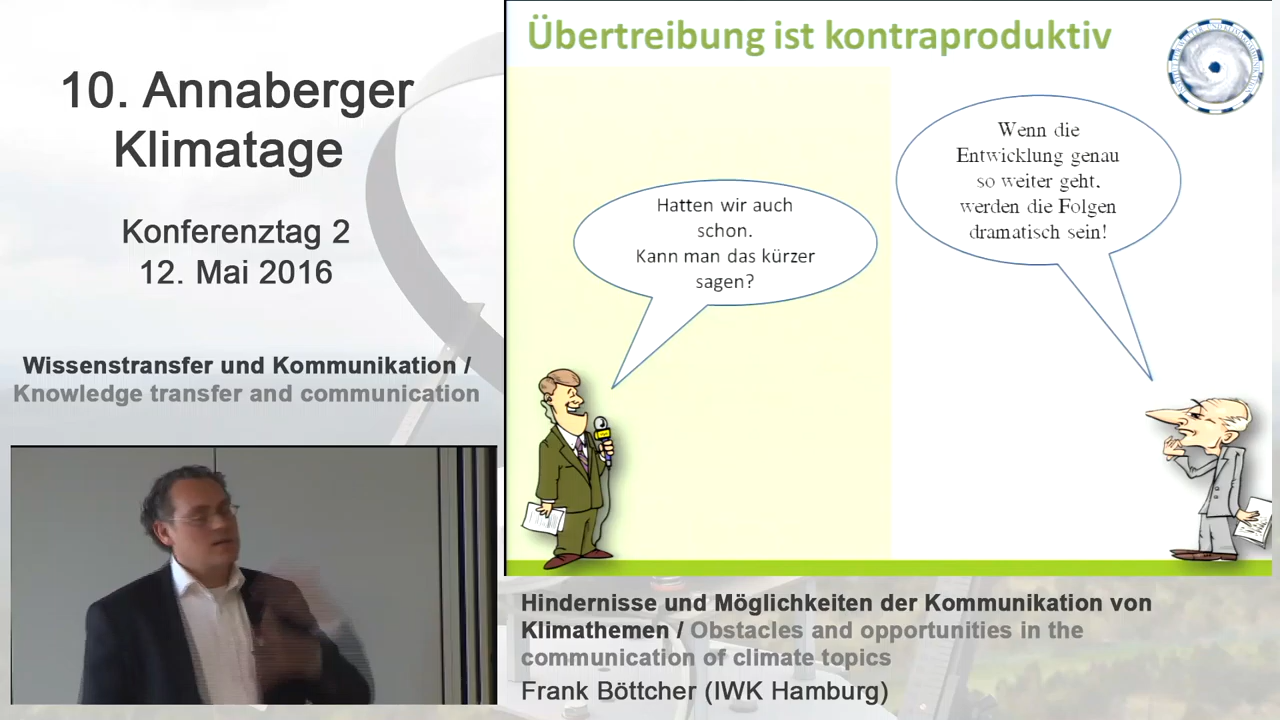 10. Annaberger
Klimatage
Konferenztag 2
12. Mai 2016
Wissenstransfer und Kommunikation /
Knowledge transfer and communication
Übertreibung ist kontraproduktiv
Hatten wir auch
schon.
Kann man das kürzer
sagen?
Wenn die
Entwicklung genau
so weiter geht,
werden die Folgen
dramatisch sein!
Hindernisse und Möglichkeiten der Kommunikation von
Klimathemen / Obstacles and opportunities in the
communication of climate topics
Frank Böttcher (IWK Hamburg)